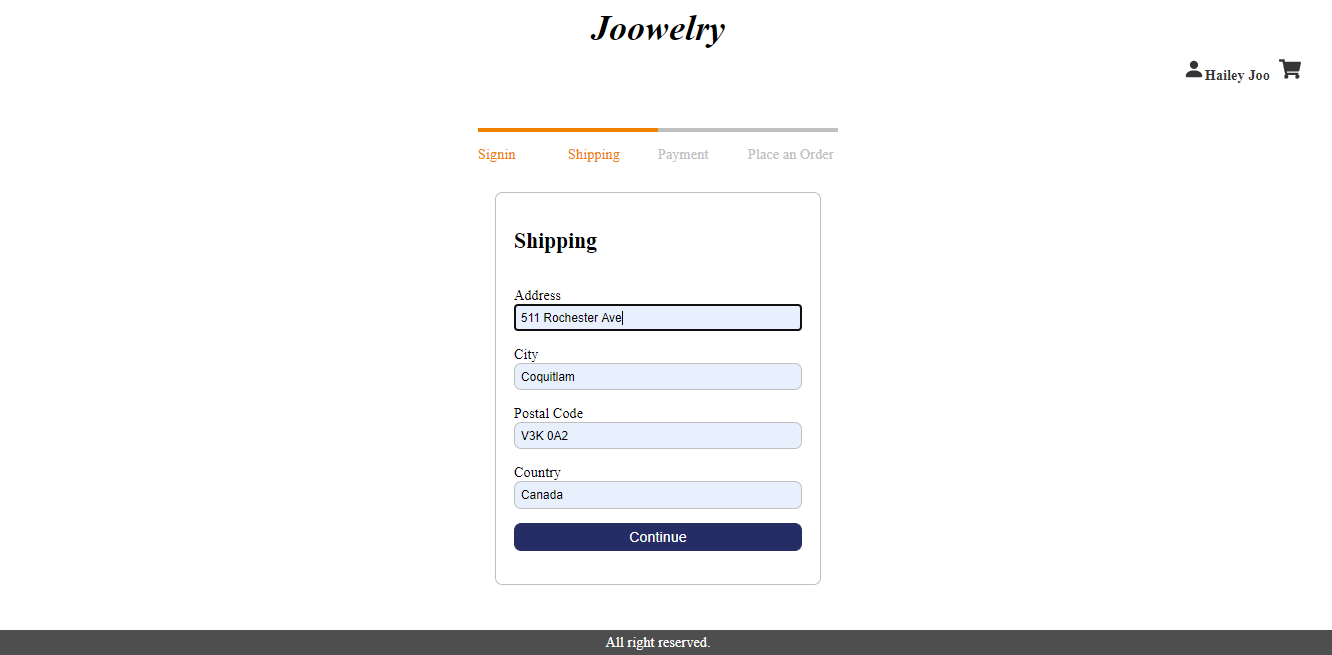 Joowelry
Hailey Joo
Signin Shipping Payment Place an Order
Shipping
Address
511 Rochester Ave
City
Coquitlam
Postal Code
V3K 0A2
Country
Canada
Continue
All right reserved.